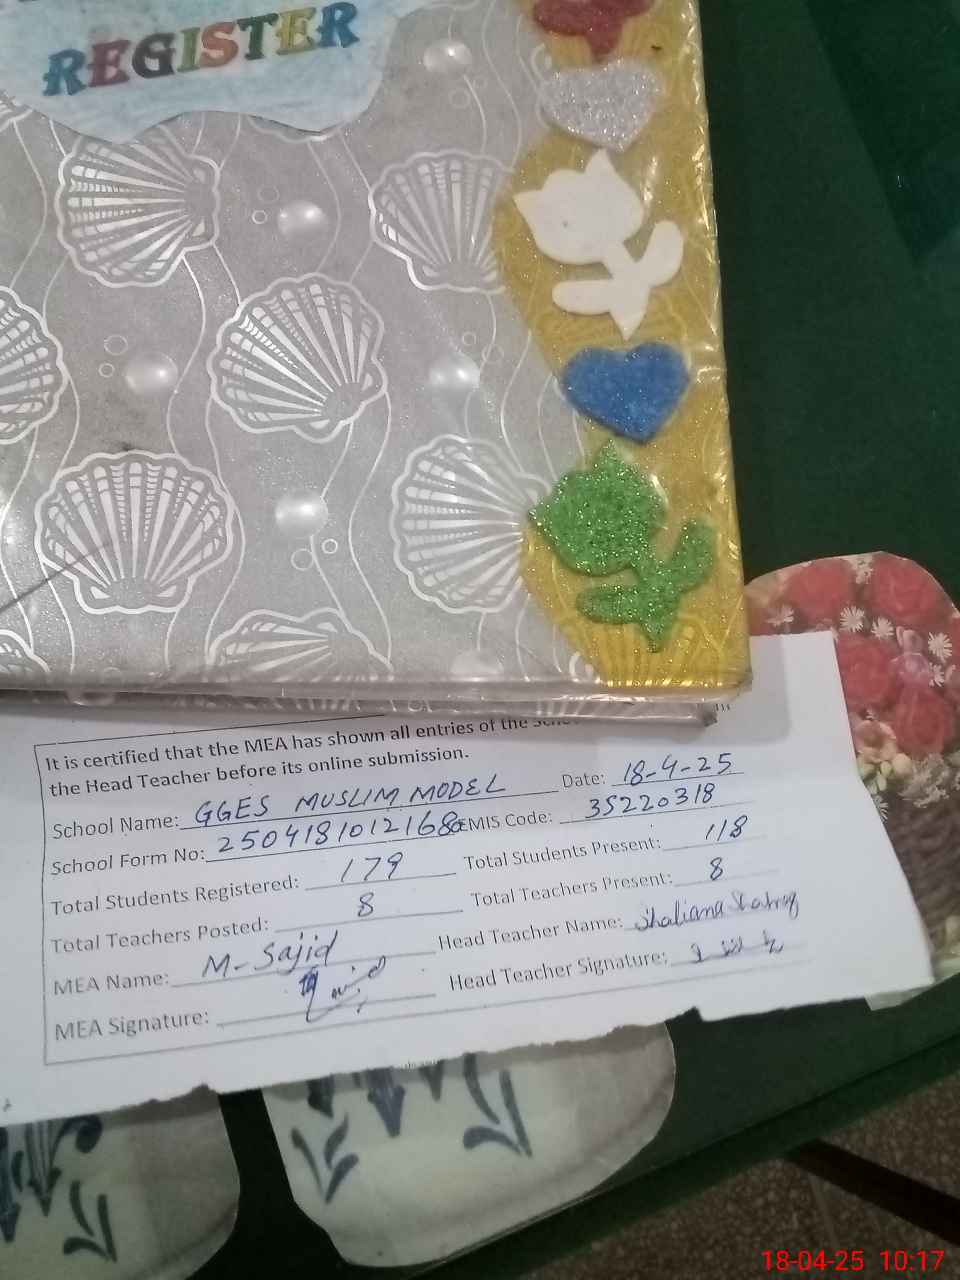 REGISTER
It is certified that the MEA has shown all entries of the
the Head Teacher before its online submission.
School Name: GGES MUSLIM MODEL Date: 18-4-25
School Form No: 2504181012168 EMIS Code: 35220318
Total Students Registered: 179 Total Students Present: 118
Total Teachers Posted: 8 Total Teachers Present: 8
MEA Name: M-Sajid Head Teacher Name:
MEA Signature: Head Teacher Signature:
18-04-25 10:17